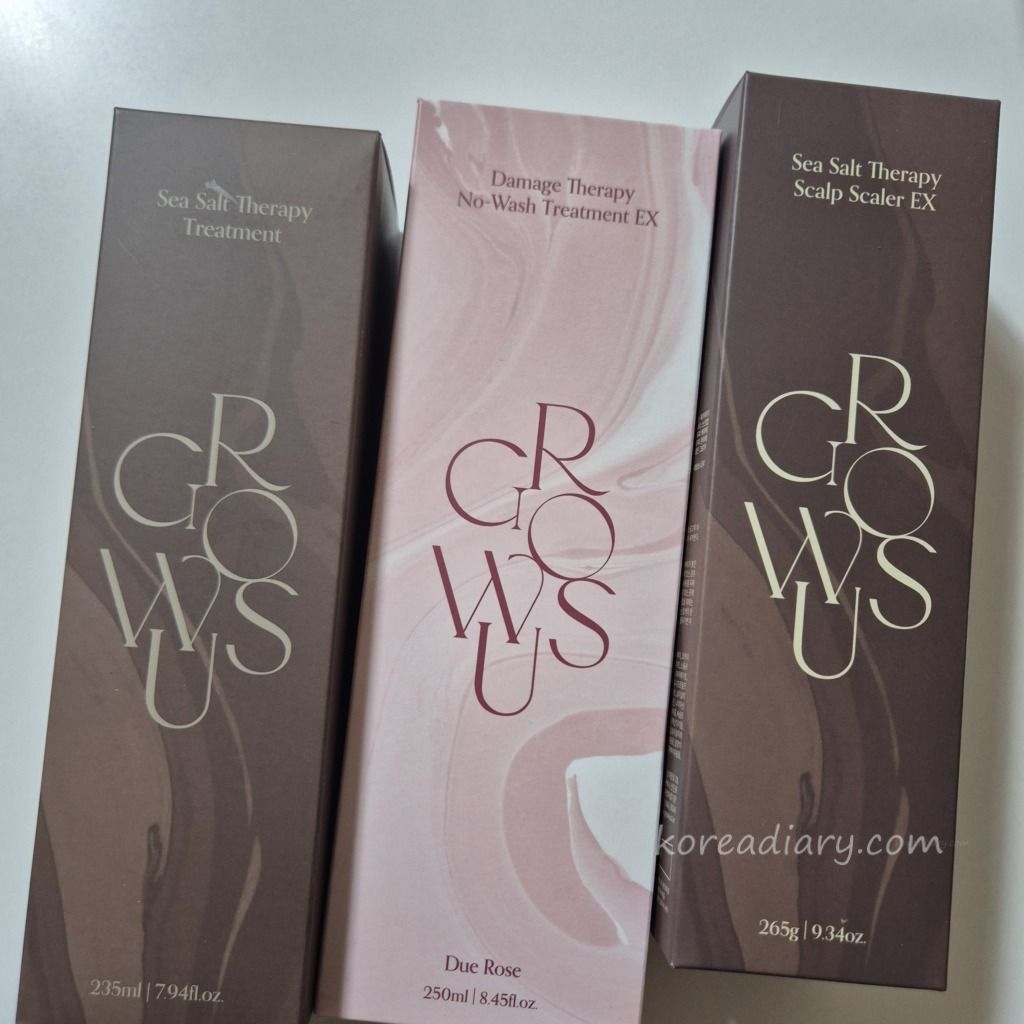 Sea Salt Therapy
Treatment
GROWUS
235ml | 7.94fl.oz.
Damage Therapy
No-Wash Treatment EX
GROWUS
Due Rose
250ml | 8.45fl.oz.
Sea Salt Therapy
Scalp Scaler EX
GROWUS
265g | 9.34oz.
koreadiary.com